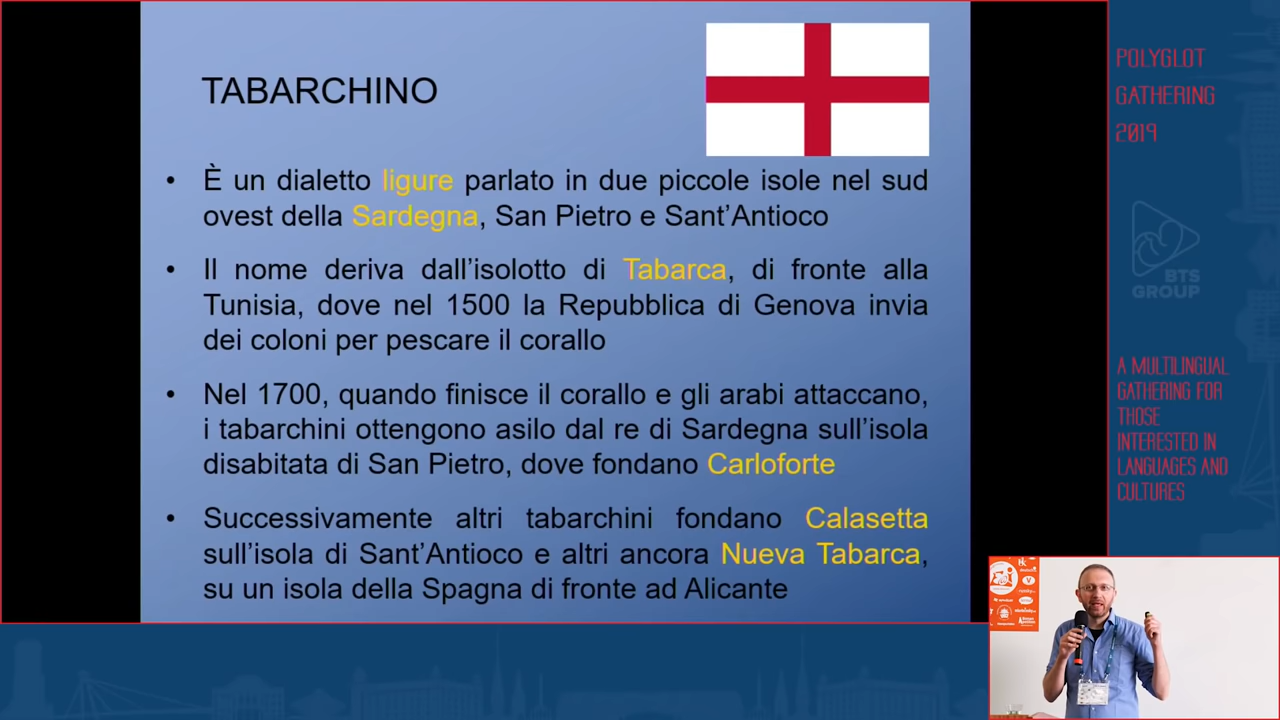 TABARCHINO
• È un dialetto ligure parlato in due piccole isole nel sud
ovest della Sardegna, San Pietro e Sant’Antioco
• Il nome deriva dall’isolotto di Tabarca, di fronte alla
Tunisia, dove nel 1500 la Repubblica di Genova invia
dei coloni per pescare il corallo
• Nel 1700, quando finisce il corallo e gli arabi attaccano,
i tabarchini ottengono asilo dal re di Sardegna sull’isola
disabitata di San Pietro, dove fondano Carloforte
• Successivamente altri tabarchini fondano Calasetta
sull’isola di Sant’Antioco e altri ancora Nueva Tabarca,
su un isola della Spagna di fronte ad Alicante
POLYGLOT
GATHERING
2019
BTS
GROUP
A MULTILINGUAL
GATHERING FOR
THOSE
INTERESTED IN
LANGUAGES AND
CULTURES